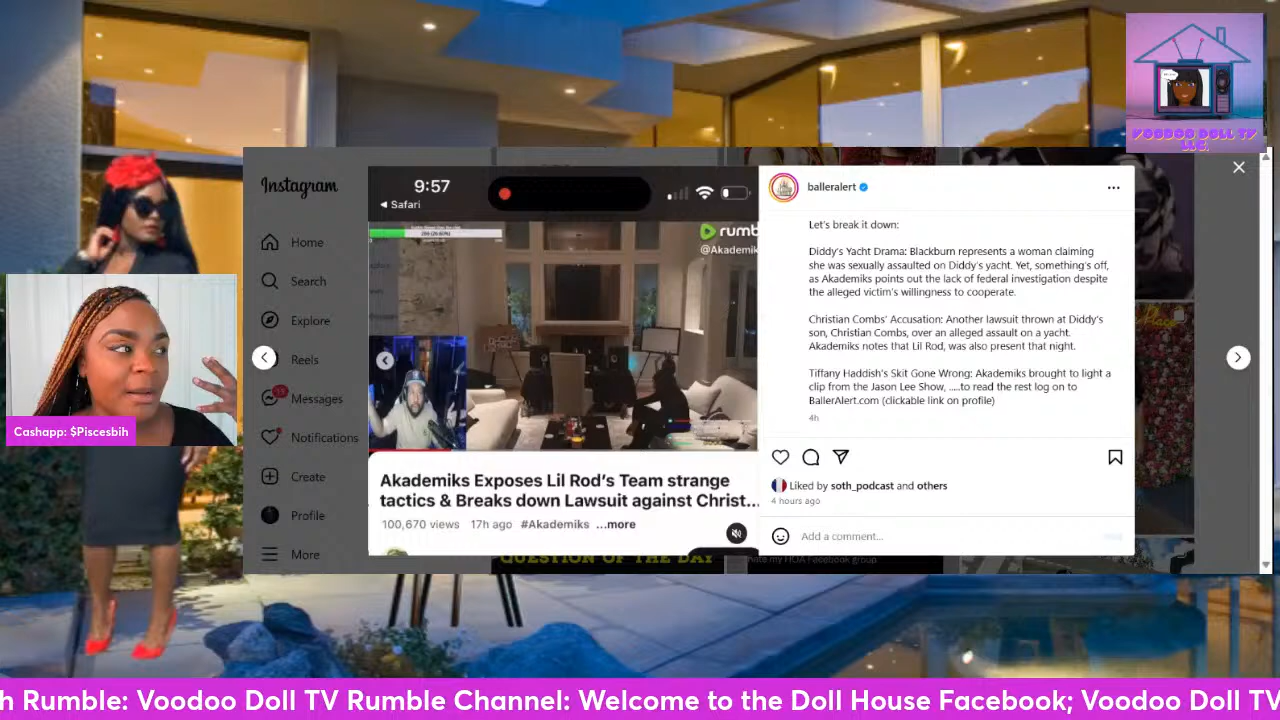 VOODOO DOLL TV
LLC.
Instagram
Home
Search
Explore
Reels
Messages
Notifications
Create
Profile
More
9:57
Safari
rumb
@Akademik
Akademiks Exposes Lil Rod's Team strange
tactics & Breaks down Lawsuit against Christ...
100,670 views 17h ago #Akademiks ...more
balleralert
Let's break it down:
Diddy's Yacht Drama: Blackburn represents a woman claiming
she was sexually assaulted on Diddy's yacht. Yet, something's off,
as Akademiks points out the lack of federal investigation despite
the alleged victim's willingness to cooperate.
Christian Combs' Accusation: Another lawsuit thrown at Diddy's
son, Christian Combs, over an alleged assault on a yacht.
Akademiks notes that Lil Rod, was also present that night.
Tiffany Haddish's Skit Gone Wrong: Akademiks brought to light a
clip from the Jason Lee Show, .....to read the rest log on to
BallerAlert.com (clickable link on profile)
4h
Liked by soth_podcast and others
4 hours ago
Add a comment...
QUESTION OF THE DAY
ate my HOA Facebook group
Cashapp: $Piscesbih
h Rumble: Voodoo Doll TV Rumble Channel: Welcome to the Doll House Facebook; Voodoo Doll TV